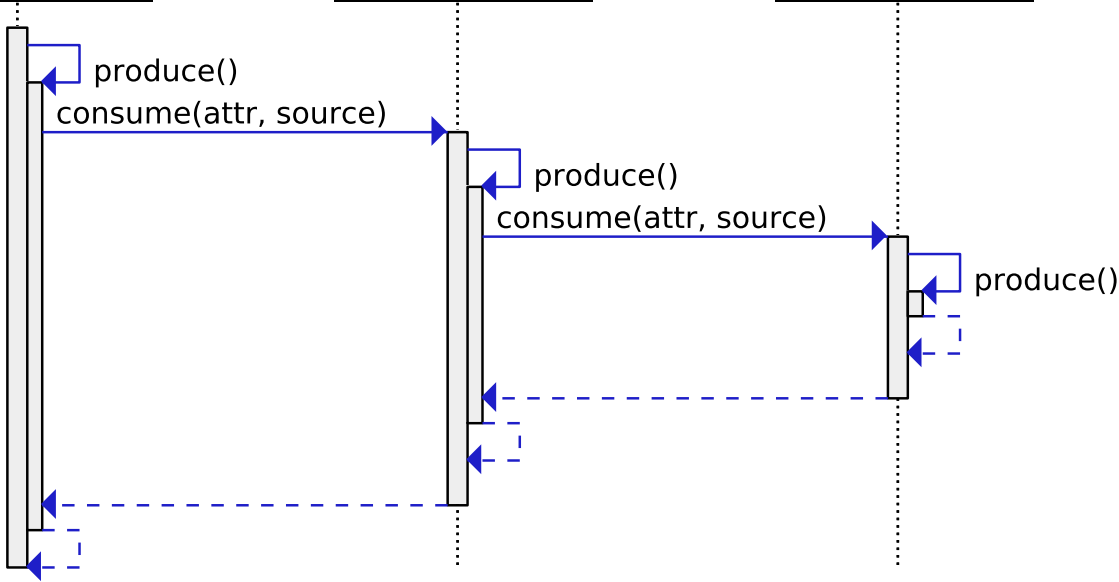 produce()
consume(attr, source)
produce()
consume(attr, source)
produce()